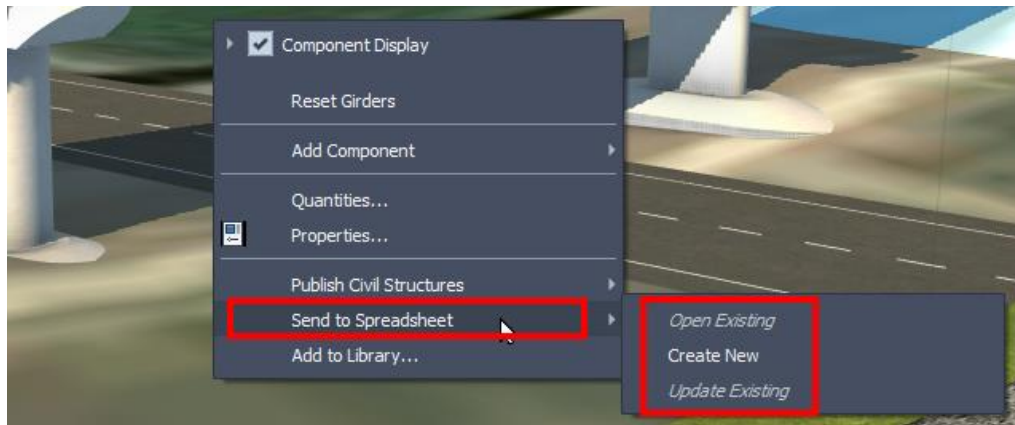 Component Display
Reset Girders
Add Component
Quantities...
Properties...
Publish Civil Structures
Send to Spreadsheet
Add to Library...
Open Existing
Create New
Update Existing